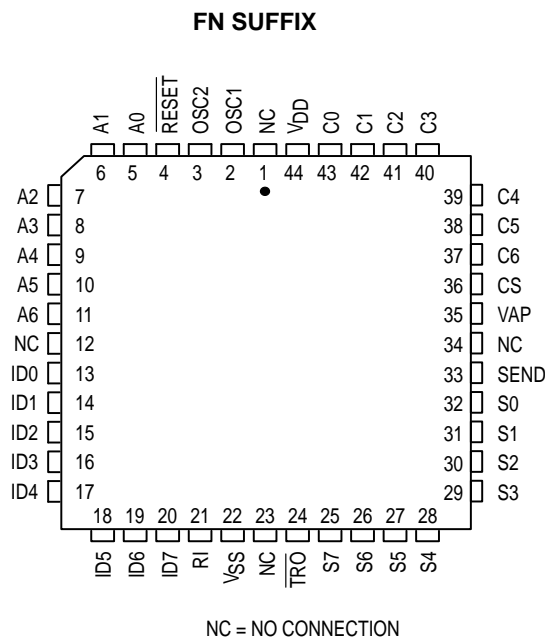 FN SUFFIX
A1 A0 RESET OSC2 OSC1 NC VDD C0 C1 C2 C3
6 5 4 3 2 1 44 43 42 41 40
A2 7 39 C4
A3 8 38 C5
A4 9 37 C6
A5 10 36 CS
A6 11 35 VAP
NC 12 34 NC
ID0 13 33 SEND
ID1 14 32 S0
ID2 15 31 S1
ID3 16 30 S2
ID4 17 29 S3
18 19 20 21 22 23 24 25 26 27 28
ID5 ID6 ID7 RI VSS NC TRO S7 S6 S5 S4
NC = NO CONNECTION